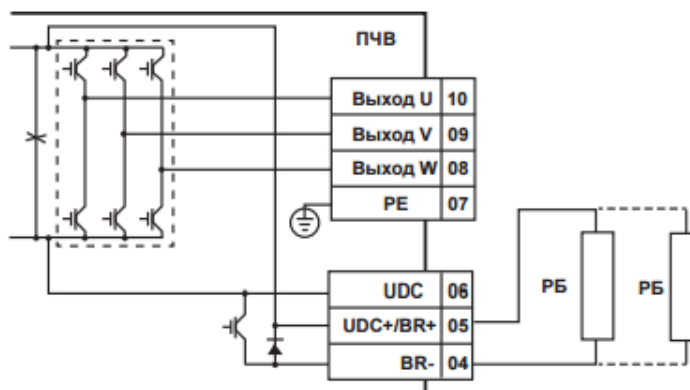 ПЧВ
Выход U 10
Выход V 09
Выход W 08
PE 07
UDC 06
UDC+/BR+ 05
BR- 04
РБ
РБ